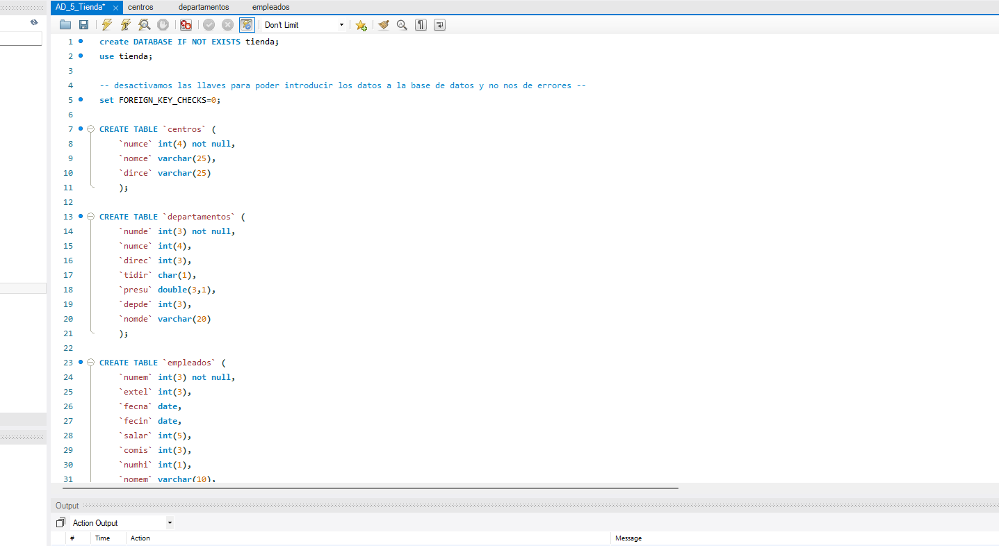 AD_5_Tienda* centros departamentos empleados
Don't Limit
1 create DATABASE IF NOT EXISTS tienda;
2 use tienda;
3
4 -- desactivamos las llaves para poder introducir los datos a la base de datos y no nos de errores --
5 set FOREIGN_KEY_CHECKS=0;
6
7 CREATE TABLE `centros` (
8 `numce` int(4) not null,
9 `nomce` varchar(25),
10 `dirce` varchar(25)
11 );
12
13 CREATE TABLE `departamentos` (
14 `numde` int(3) not null,
15 `numce` int(4),
16 `direc` int(3),
17 `tidir` char(1),
18 `presu` double(3,1),
19 `depde` int(3),
20 `nomde` varchar(20)
21 );
22
23 CREATE TABLE `empleados` (
24 `numem` int(3) not null,
25 `extel` int(3),
26 `fecna` date,
27 `fecin` date,
28 `salar` int(5),
29 `comis` int(3),
30 `numhi` int(1),
31 `nomem` varchar(10),
Output
Action Output
# Time Action Message